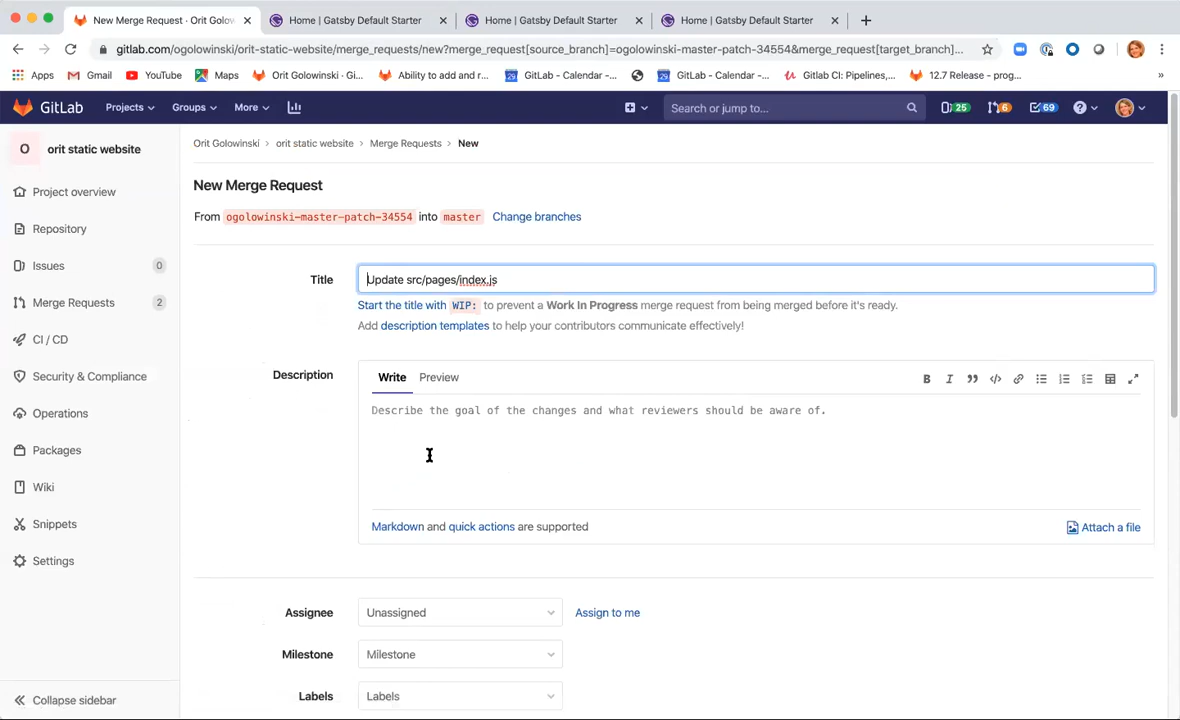 New Merge Request · Orit Golow
Home | Gatsby Default Starter
Home | Gatsby Default Starter
Home | Gatsby Default Starter
gitlab.com/ogolowinski/orit-static-website/merge_requests/new?merge_request[source_branch]=ogolowinski-master-patch-34554&merge_request[target_branch]...
Apps
Gmail
YouTube
Maps
Orit Golowinski · Gi...
Ability to add and r...
GitLab - Calendar -...
GitLab - Calendar -...
Gitlab CI: Pipelines,...
12.7 Release - prog...
»
GitLab
Projects
Groups
More
Search or jump to...
25
6
69
O
orit static website
Project overview
Repository
Issues
0
Merge Requests
2
CI / CD
Security & Compliance
Operations
Packages
Wiki
Snippets
Settings
Collapse sidebar
Orit Golowinski › orit static website › Merge Requests › New
New Merge Request
From ogolowinski-master-patch-34554 into master Change branches
Title
Update src/pages/index.js
Start the title with WIP: to prevent a Work In Progress merge request from being merged before it's ready.
Add description templates to help your contributors communicate effectively!
Description
Write
Preview
Describe the goal of the changes and what reviewers should be aware of.
Markdown and quick actions are supported
Attach a file
Assignee
Unassigned
Assign to me
Milestone
Milestone
Labels
Labels